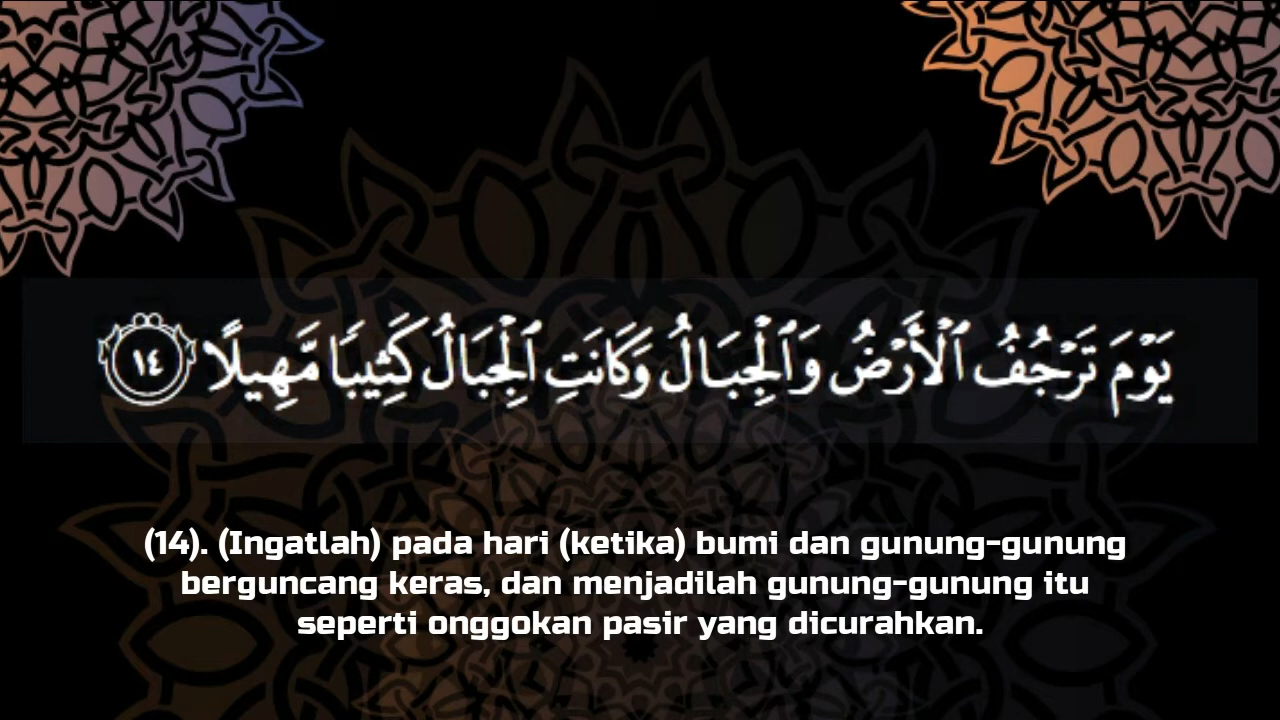 يَوْمَ تَرْجُفُ ٱلْأَرْضُ وَٱلْجِبَالُ وَكَانَتِ ٱلْجِبَالُ كَثِيبًا مَّهِيلًا ١٤
(14). (Ingatlah) pada hari (ketika) bumi dan gunung-gunung
berguncang keras, dan menjadilah gunung-gunung itu
seperti onggokan pasir yang dicurahkan.